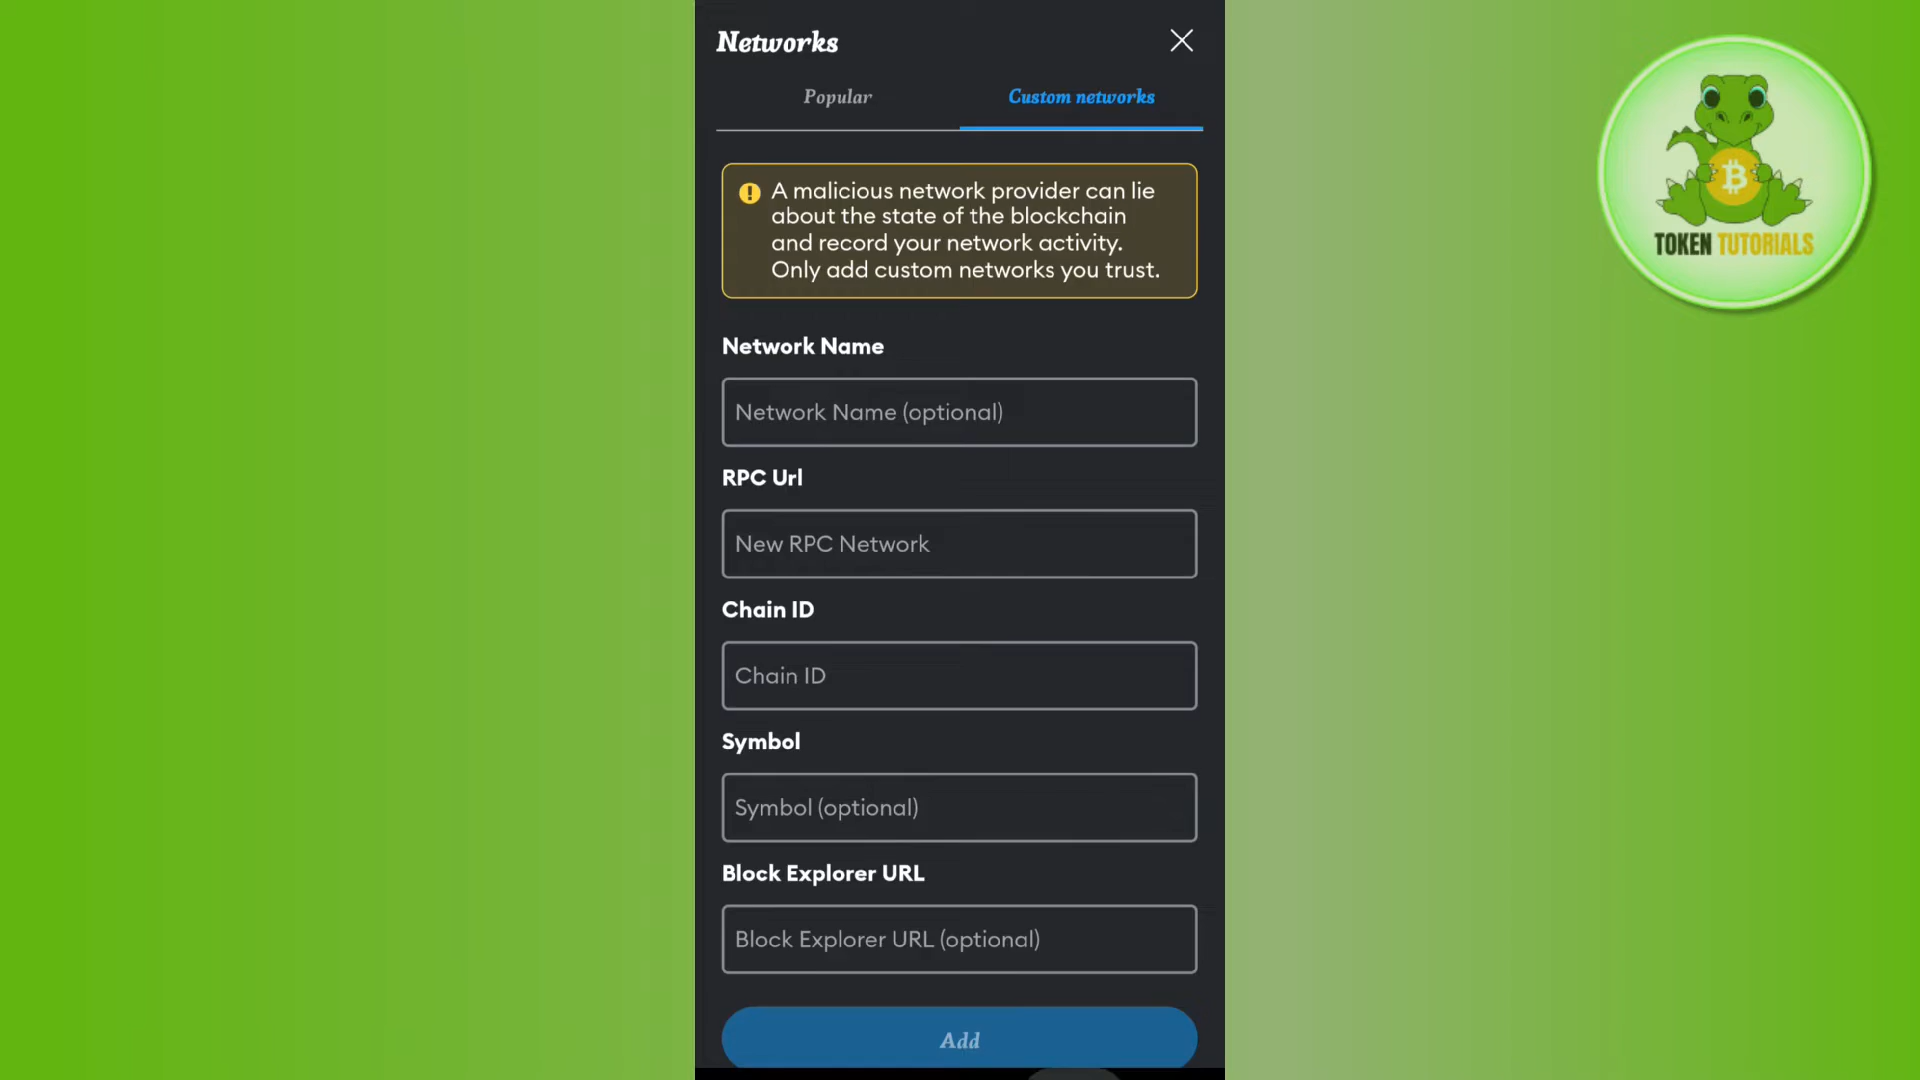 Networks
Popular
Custom networks
A malicious network provider can lie
about the state of the blockchain
and record your network activity.
Only add custom networks you trust.
Network Name
Network Name (optional)
RPC Url
New RPC Network
Chain ID
Chain ID
Symbol
Symbol (optional)
Block Explorer URL
Block Explorer URL (optional)
Add
TOKEN TUTORIALS